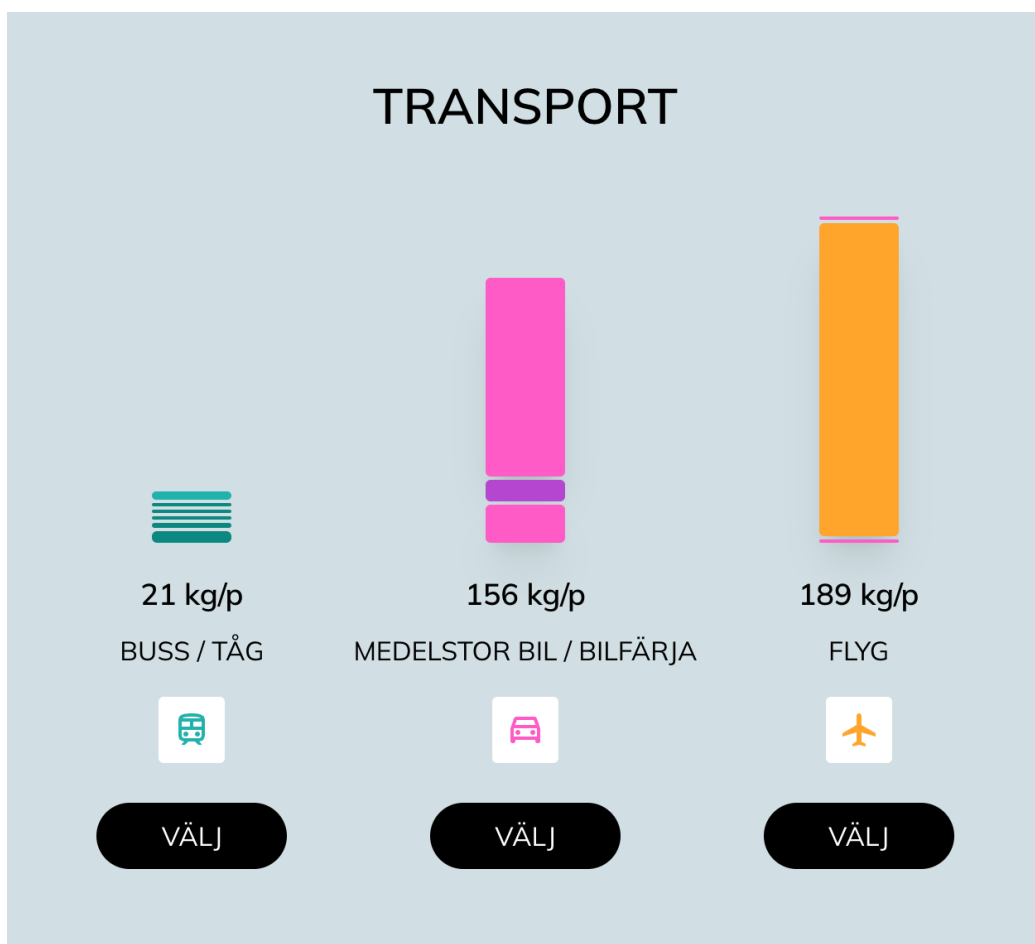 TRANSPORT
21 kg/p
156 kg/p
189 kg/p
BUSS / TÅG
MEDELSTOR BIL / BILFÄRJA
FLYG
VÄLJ
VÄLJ
VÄLJ